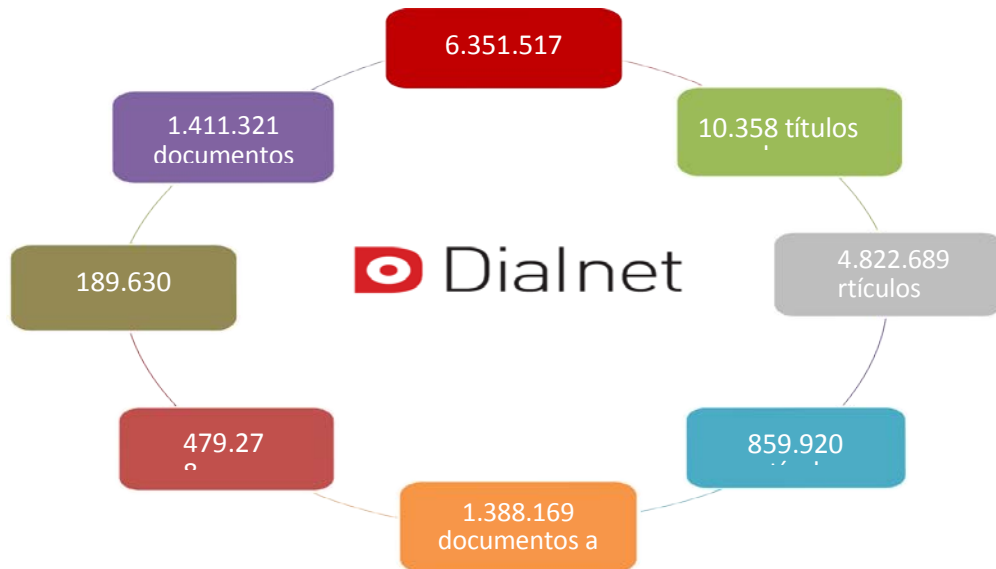 6.351.517
1.411.321
documentos
10.358 títulos
Dialnet
189.630
4.822.689
rtículos
479.27
859.920
1.388.169
documentos a